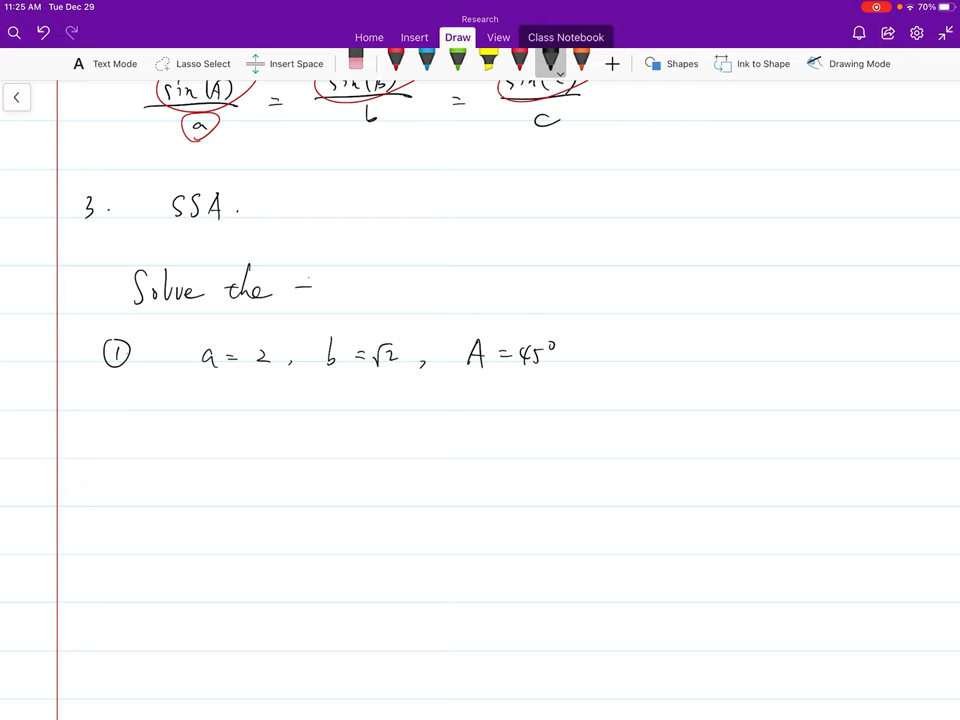 11:25 AM Tue Dec 29
70%
Research
Home Insert Draw View Class Notebook
Text Mode Lasso Select Insert Space Shapes Ink to Shape Drawing Mode
sin(A) = sin(B) =
a b c
3. SSA.
Solve the
① a = 2, b = √2, A = 45°